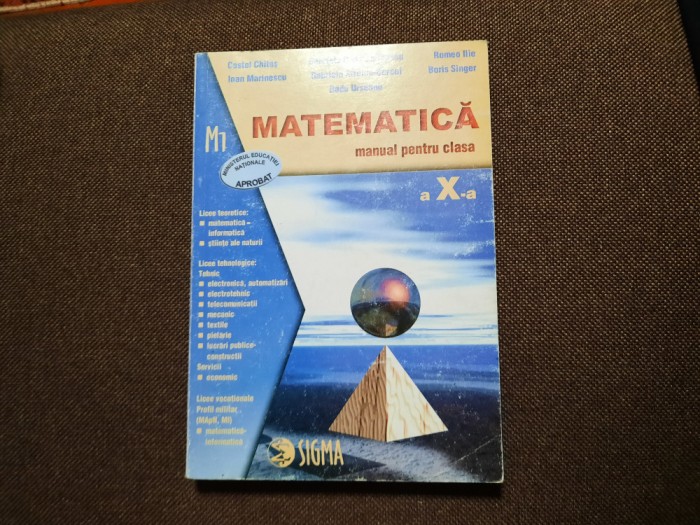 Costel Chiteș
Romeo Ilie
Ioan Marinescu
Boris Singer
Radu
M1
MATEMATICĂ
manual pentru clasa
a X-a
MINISTERUL EDUCAȚIEI
NAȚIONALE
APROBAT
Licee teoretice:
matematică-
informatică
științe ale naturii
Licee tehnologice:
Tehnic
electronică, automatizări
electrotehnic
telecomunicații
mecanic
textile
pielărie
lucrări publice-
construcții
Servicii
economic
Licee vocaționale
Profil militar
(MApN, MI)
matematică-
informatică
SIGMA